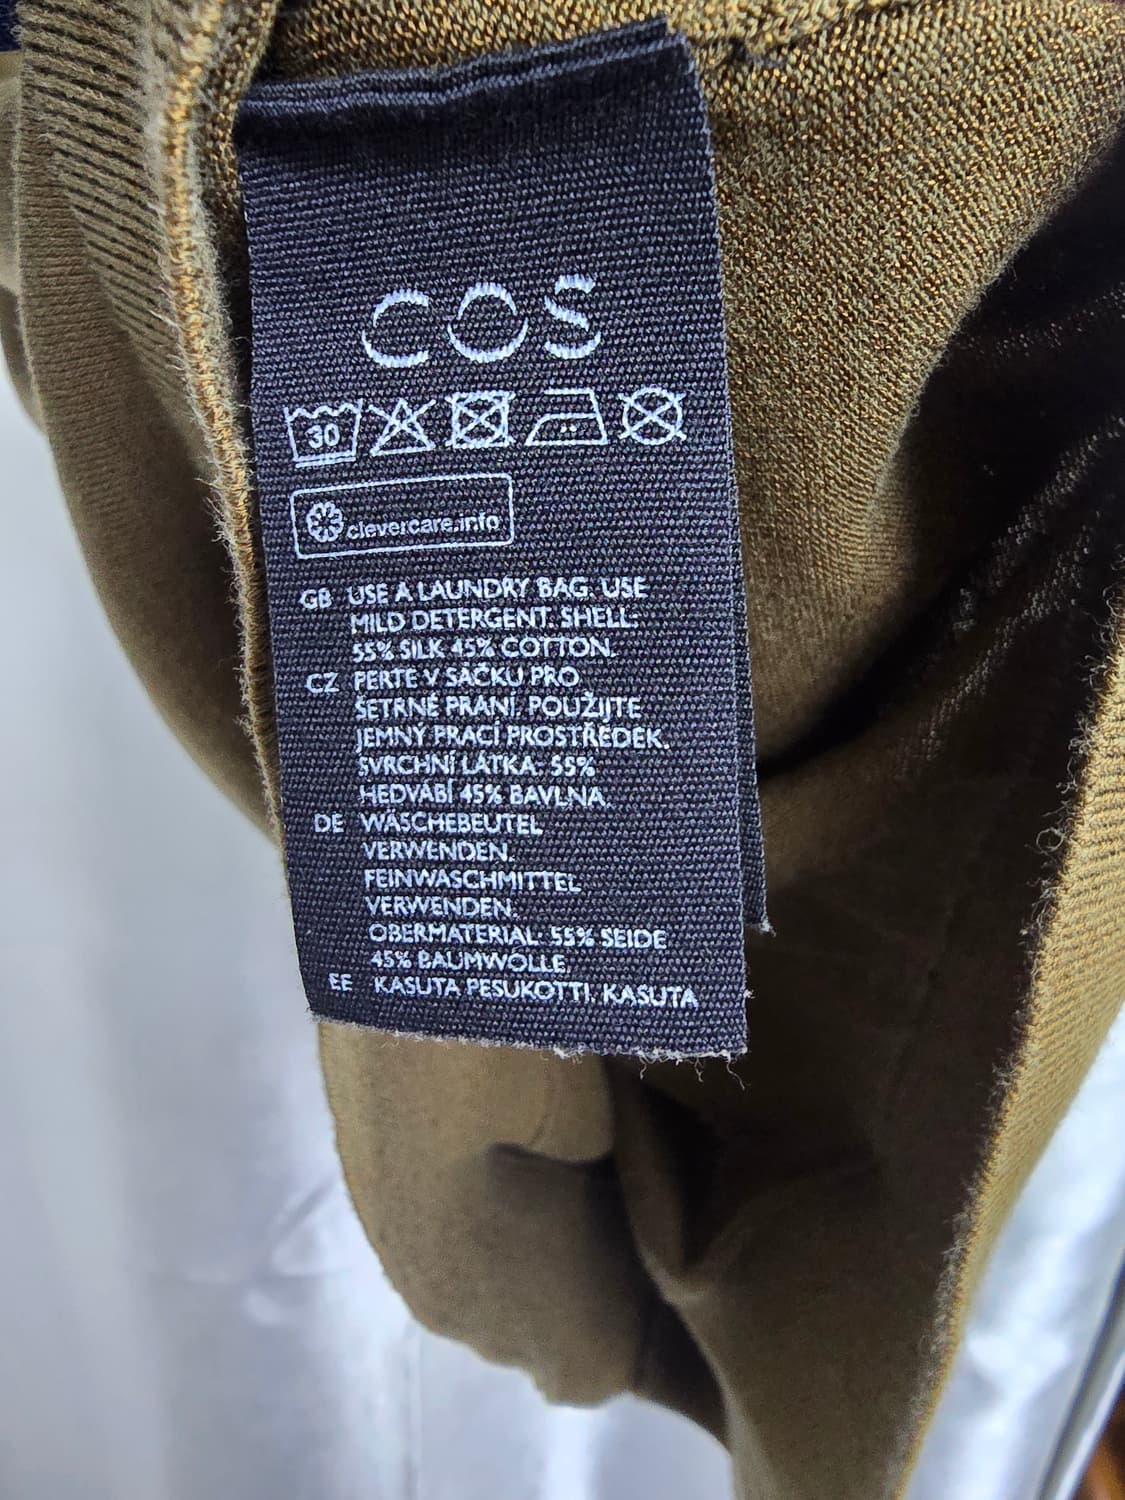 COS
30
clevercare.info
GB USE A LAUNDRY BAG. USE
MILD DETERGENT. SHELL:
55% SILK 45% COTTON.
CZ PERTE V SÁČKU PRO
ŠETRNÉ PRANÍ. POUŽIJTE
JEMNÝ PRACÍ PROSTŘEDEK.
SVRCHNÍ LÁTKA: 55%
HEDVÁBÍ 45% BAVLNA.
DE WÄSCHEBEUTEL
VERWENDEN.
FEINWASCHMITTEL
VERWENDEN.
OBERMATERIAL: 55% SEIDE
45% BAUMWOLLE.
EE KASUTA PESUKOTTI. KASUTA